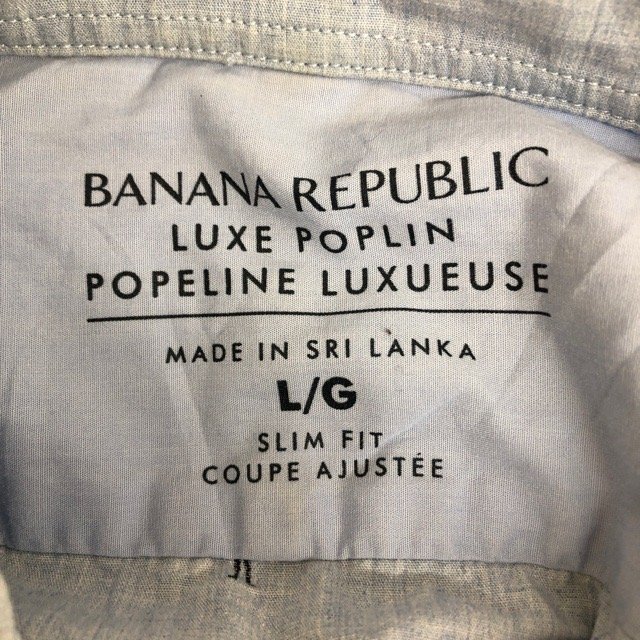 BANANA REPUBLIC
LUXE POPLIN
POPELINE LUXUEUSE
MADE IN SRI LANKA
L/G
SLIM FIT
COUPE AJUSTÉE